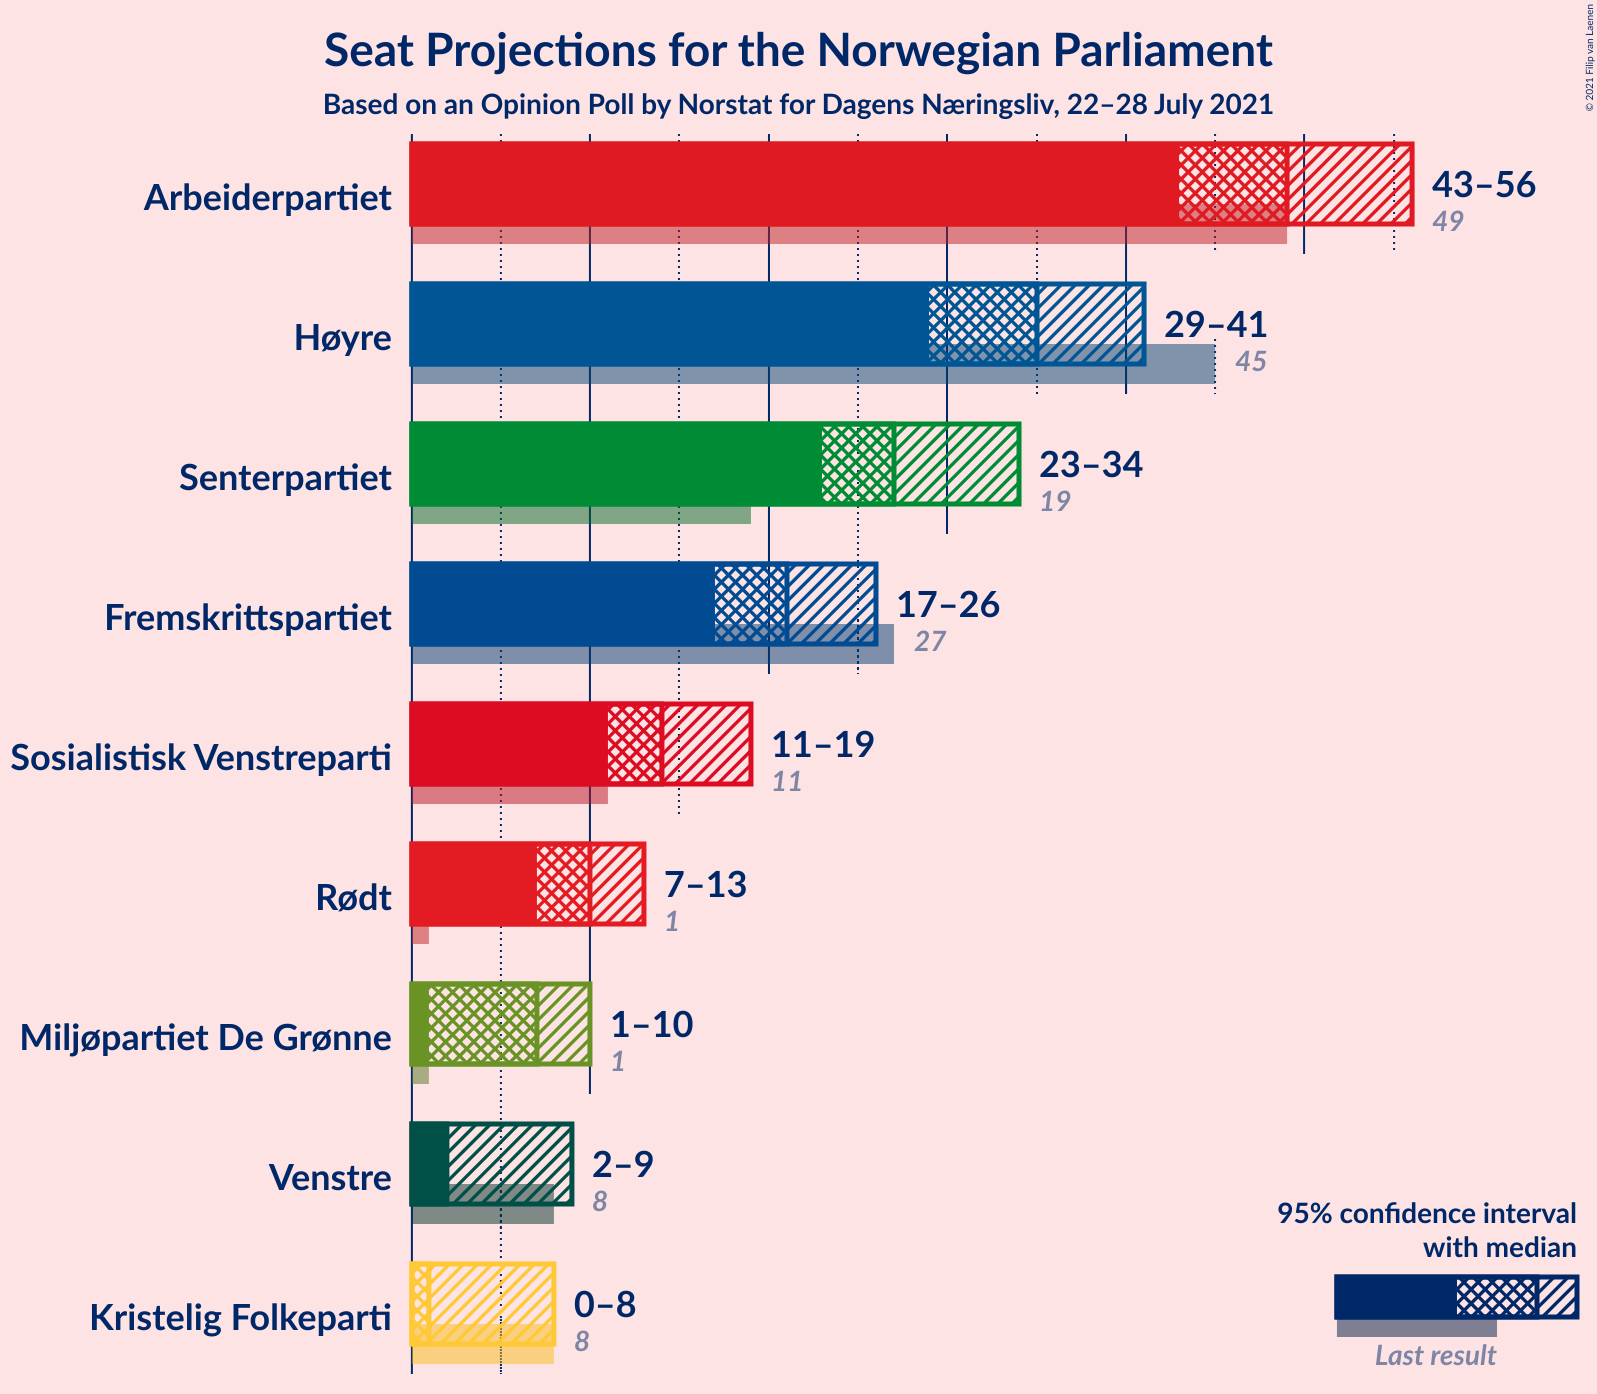 Seat Projections for the Norwegian Parliament
Based on an Opinion Poll by Norstat for Dagens Næringsliv, 22–28 July 2021
© 2021 Filip van Laenen
Arbeiderpartiet
43–56
49
Høyre
29–41
45
Senterpartiet
23–34
19
Fremskrittspartiet
17–26
27
Sosialistisk Venstreparti
11–19
11
Rødt
7–13
1
Miljøpartiet De Grønne
1–10
1
Venstre
2–9
8
Kristelig Folkeparti
0–8
8
95% confidence interval
with median
Last result